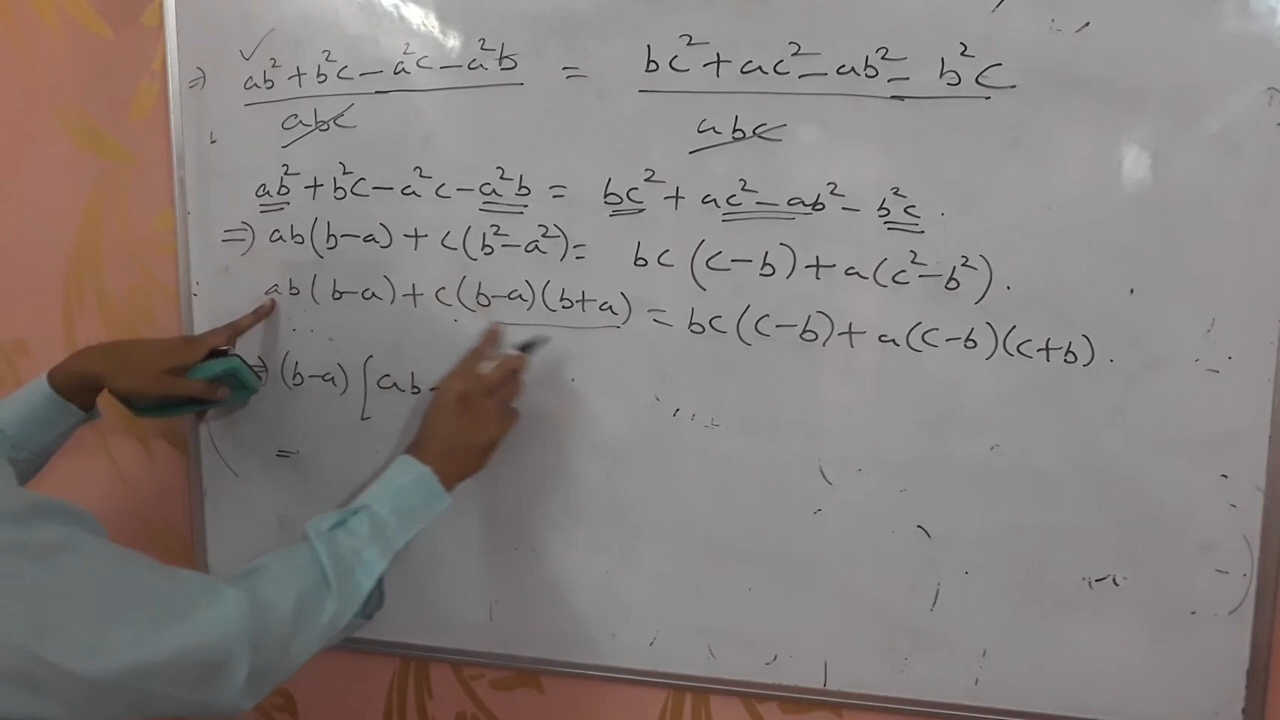 ⇒ ab²+b²c−a²c−a²b / abc = bc²+ac²−ab²−b²c / abc
ab²+b²c−a²c−a²b = bc²+ac²−ab²−b²c.
⇒ ab(b−a)+c(b²−a²)= bc(c−b)+a(c²−b²).
ab(b−a)+c(b−a)(b+a) = bc(c−b)+a(c−b)(c+b).
⇒ (b−a)[ab
=